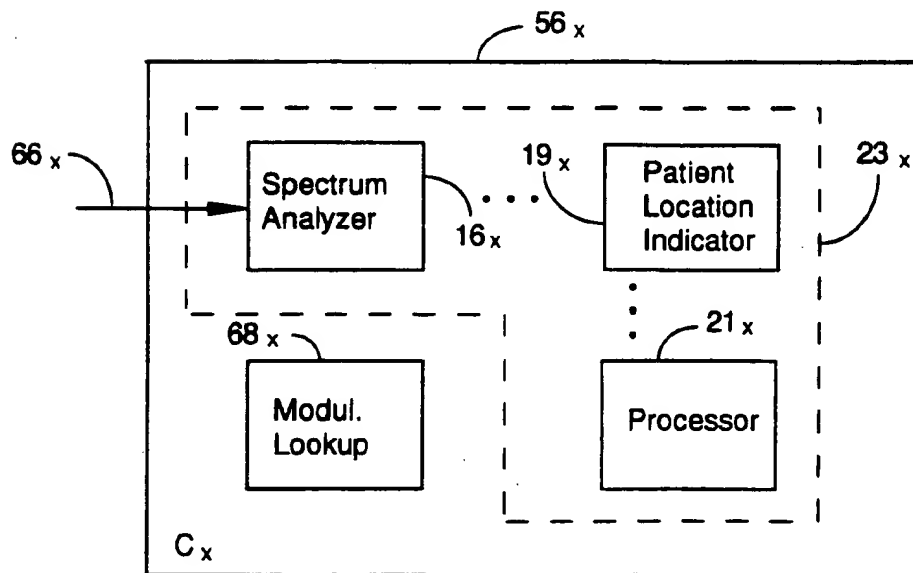 56 x
66 x
Spectrum
Analyzer
16 x
19 x
Patient
Location
Indicator
23 x
68 x
Modul.
Lookup
21 x
Processor
C x